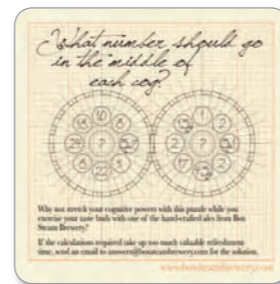 What number should go
in the middle of
each cog?
?
?
Why not stretch your cognitive powers with this puzzle while you
exercise your taste buds with one of the hand-crafted ales from Box
Steam Brewery?
If the calculations required take up too much valuable refreshment
time, send an email to answers@boxsteambrewery.com for the solution.
www.boxsteambrewery.com